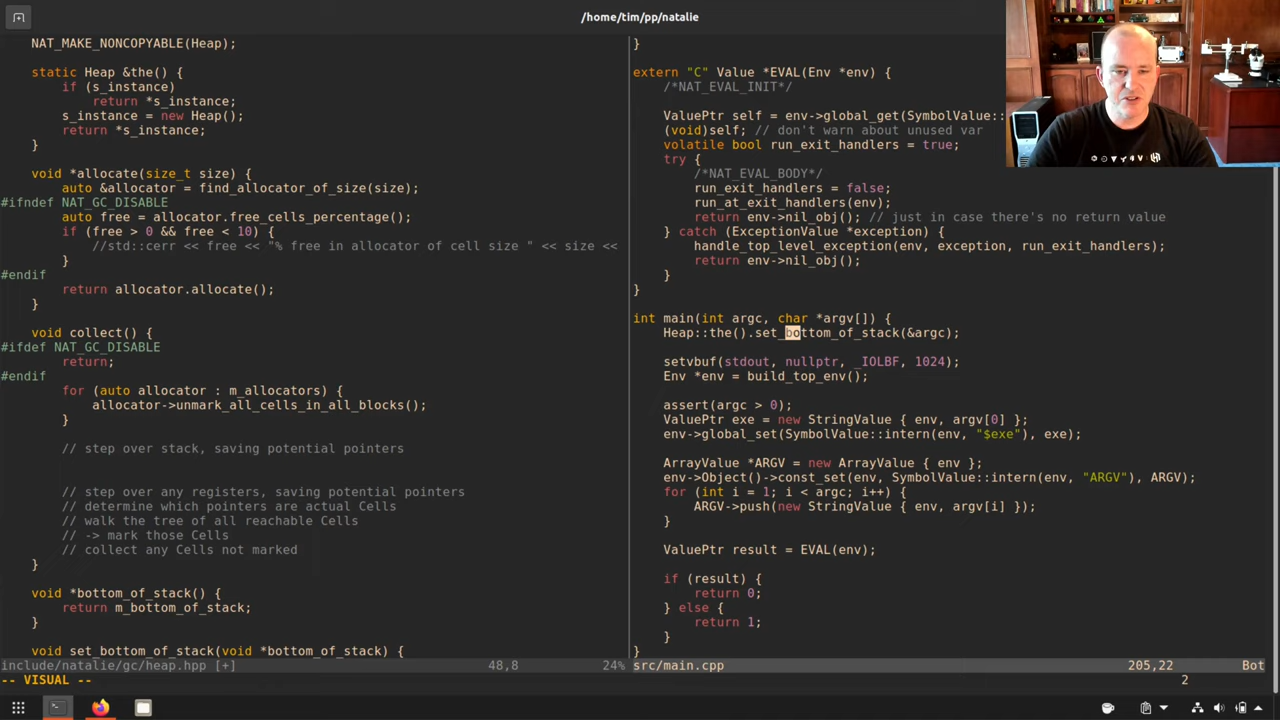 /home/tim/pp/natalie
NAT_MAKE_NONCOPYABLE(Heap);
static Heap &the() {
if (s_instance)
return *s_instance;
s_instance = new Heap();
return *s_instance;
}
void *allocate(size_t size) {
auto &allocator = find_allocator_of_size(size);
#ifndef NAT_GC_DISABLE
auto free = allocator.free_cells_percentage();
if (free > 0 && free < 10) {
//std::cerr << free << "% free in allocator of cell size " << size <<
}
#endif
return allocator.allocate();
}
void collect() {
#ifdef NAT_GC_DISABLE
return;
#endif
for (auto allocator : m_allocators) {
allocator->unmark_all_cells_in_all_blocks();
}
// step over stack, saving potential pointers
// step over any registers, saving potential pointers
// determine which pointers are actual Cells
// walk the tree of all reachable Cells
// -> mark those Cells
// collect any Cells not marked
}
void *bottom_of_stack() {
return m_bottom_of_stack;
}
void set_bottom_of_stack(void *bottom_of_stack) {
include/natalie/gc/heap.hpp [+] 48,8 24%
}
extern "C" Value *EVAL(Env *env) {
/*NAT_EVAL_INIT*/
ValuePtr self = env->global_get(SymbolValue::
(void)self; // don't warn about unused var
volatile bool run_exit_handlers = true;
try {
/*NAT_EVAL_BODY*/
run_exit_handlers = false;
run_at_exit_handlers(env);
return env->nil_obj(); // just in case there's no return value
} catch (ExceptionValue *exception) {
handle_top_level_exception(env, exception, run_exit_handlers);
return env->nil_obj();
}
}
int main(int argc, char *argv[]) {
Heap::the().set_bottom_of_stack(&argc);
setvbuf(stdout, nullptr, _IOLBF, 1024);
Env *env = build_top_env();
assert(argc > 0);
ValuePtr exe = new StringValue { env, argv[0] };
env->global_set(SymbolValue::intern(env, "$exe"), exe);
ArrayValue *ARGV = new ArrayValue { env };
env->Object()->const_set(env, SymbolValue::intern(env, "ARGV"), ARGV);
for (int i = 1; i < argc; i++) {
ARGV->push(new StringValue { env, argv[i] });
}
ValuePtr result = EVAL(env);
if (result) {
return 0;
} else {
return 1;
}
}
src/main.cpp 205,22 Bot
-- VISUAL -- 2